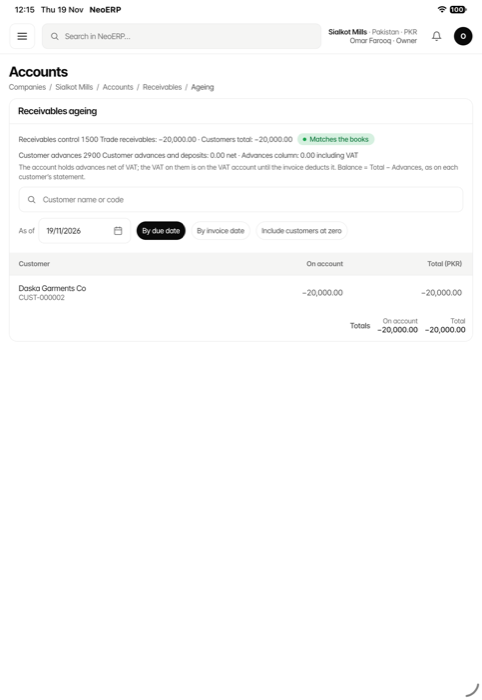 12:15 Thu 19 Nov NeoERP
100
Search in NeoERP...
Sialkot Mills · Pakistan · PKR
Omar Farooq · Owner
O
Accounts
Companies / Sialkot Mills / Accounts / Receivables / Ageing
Receivables ageing
Receivables control 1500 Trade receivables: −20,000.00 · Customers total: −20,000.00 Matches the books
Customer advances 2900 Customer advances and deposits: 0.00 net · Advances column: 0.00 including VAT
The account holds advances net of VAT; the VAT on them is on the VAT account until the invoice deducts it. Balance = Total − Advances, as on each
customer's statement.
Customer name or code
As of 19/11/2026 By due date By invoice date Include customers at zero
Customer On account Total (PKR)
Daska Garments Co −20,000.00 −20,000.00
CUST-000002
On account Total
Totals −20,000.00 −20,000.00